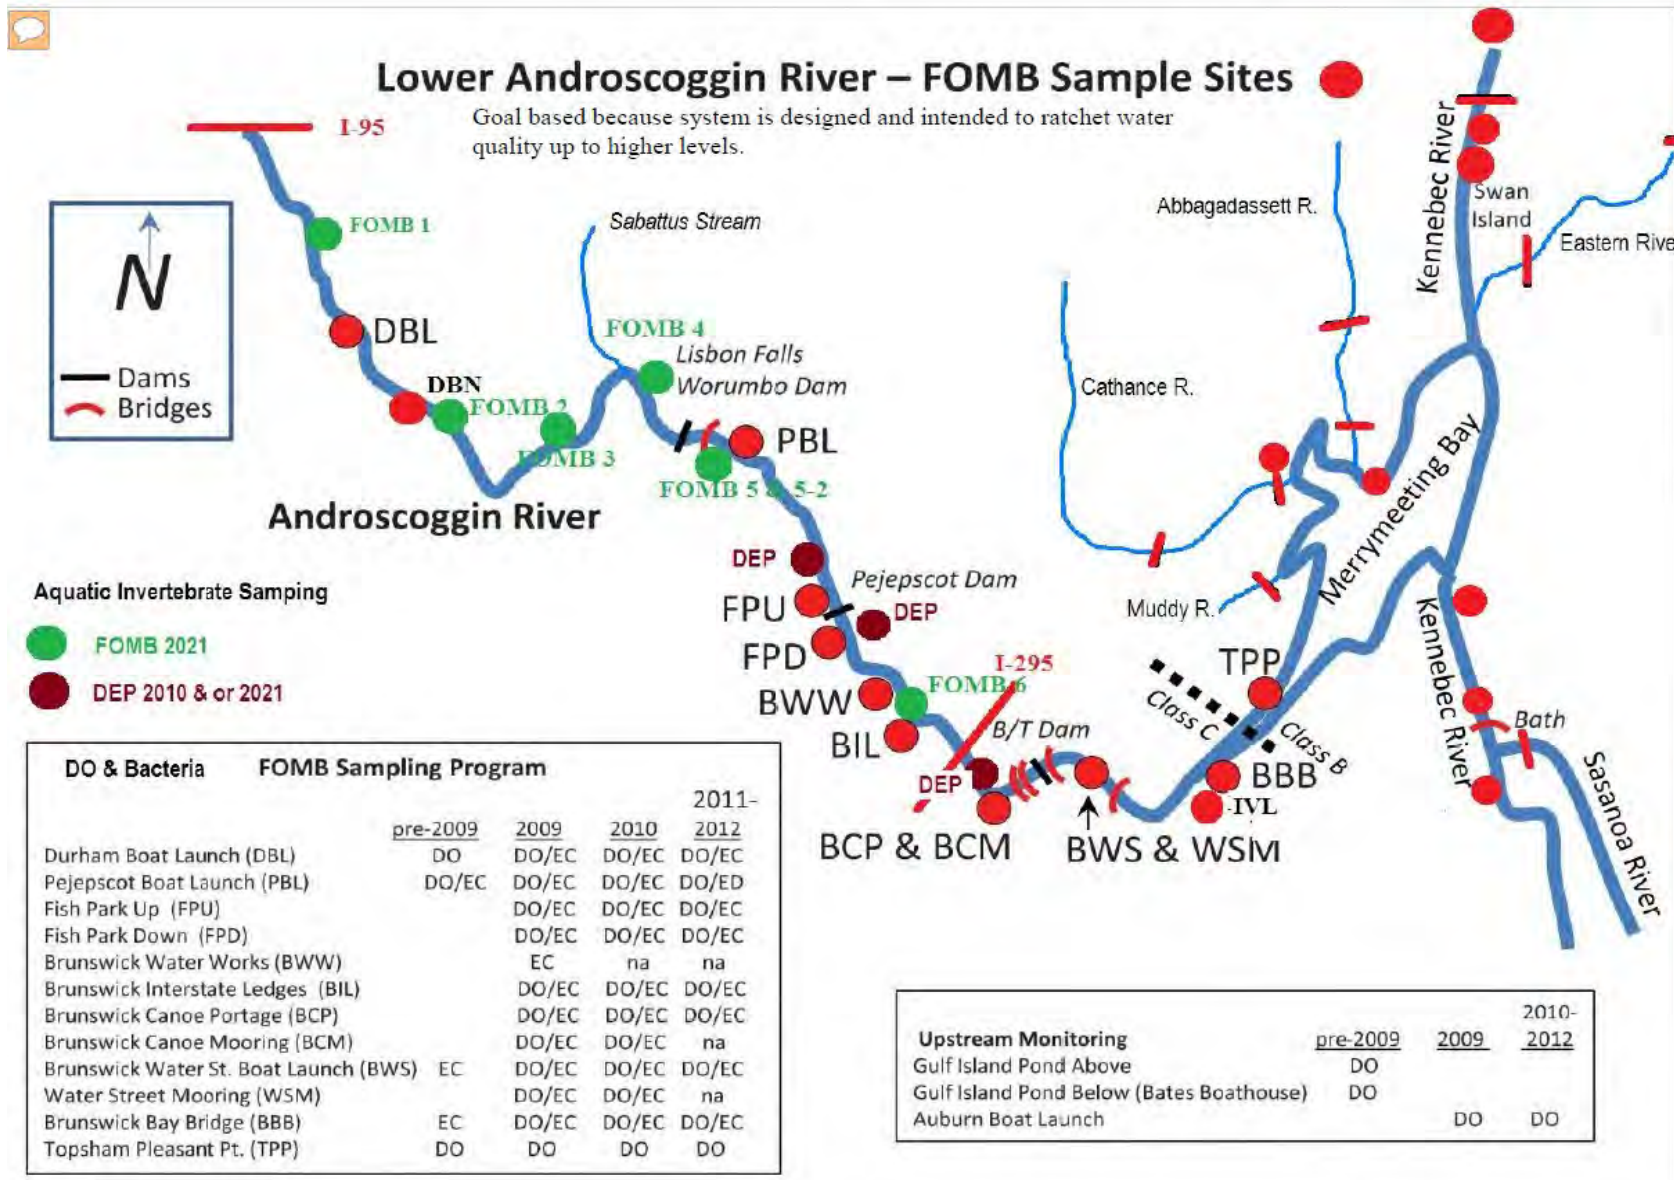 Lower Androscoggin River – FOMB Sample Sites
Goal based because system is designed and intended to ratchet water
quality up to higher levels.
I-95
FOMB 1
Sabattus Stream
Abbagadassett R.
Kennebec River
Swan
Island
Eastern Rive
N
Dams
Bridges
DBL
DBN
FOMB 2
FOMB 3
FOMB 4
Lisbon Falls
Worumbo Dam
PBL
FOMB 5 & 5-2
Cathance R.
Merrymeeting Bay
Androscoggin River
DEP
Pejepscot Dam
FPU
DEP
FPD
Muddy R.
Kennebec River
Aquatic Invertebrate Samping
FOMB 2021
DEP 2010 & or 2021
I-295
FOMB 6
BWW
BIL
B/T Dam
TPP
Class C
Class B
Bath
DEP
BBB
IVL
BCP & BCM
BWS & WSM
Kennebec River
Sasanoa River
DO & Bacteria FOMB Sampling Program
2011-
pre-2009 2009 2010 2012
Durham Boat Launch (DBL) DO DO/EC DO/EC DO/EC
Pejepscot Boat Launch (PBL) DO/EC DO/EC DO/EC DO/ED
Fish Park Up (FPU) DO/EC DO/EC DO/EC
Fish Park Down (FPD) DO/EC DO/EC DO/EC
Brunswick Water Works (BWW) EC na na
Brunswick Interstate Ledges (BIL) DO/EC DO/EC DO/EC
Brunswick Canoe Portage (BCP) DO/EC DO/EC DO/EC
Brunswick Canoe Mooring (BCM) DO/EC DO/EC na
Brunswick Water St. Boat Launch (BWS) EC DO/EC DO/EC DO/EC
Water Street Mooring (WSM) DO/EC DO/EC na
Brunswick Bay Bridge (BBB) EC DO/EC DO/EC DO/EC
Topsham Pleasant Pt. (TPP) DO DO DO DO
2010-
Upstream Monitoring pre-2009 2009 2012
Gulf Island Pond Above DO
Gulf Island Pond Below (Bates Boathouse) DO
Auburn Boat Launch DO DO